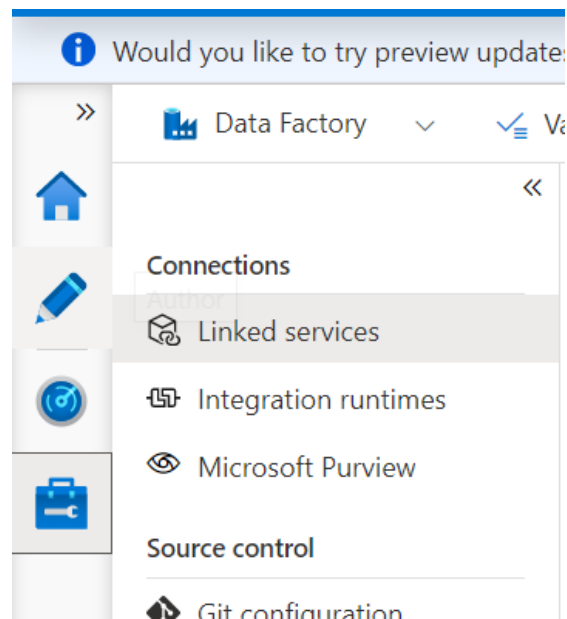 Would you like to try preview update
Data Factory
Connections
Author
Linked services
Integration runtimes
Microsoft Purview
Source control
Git configuration